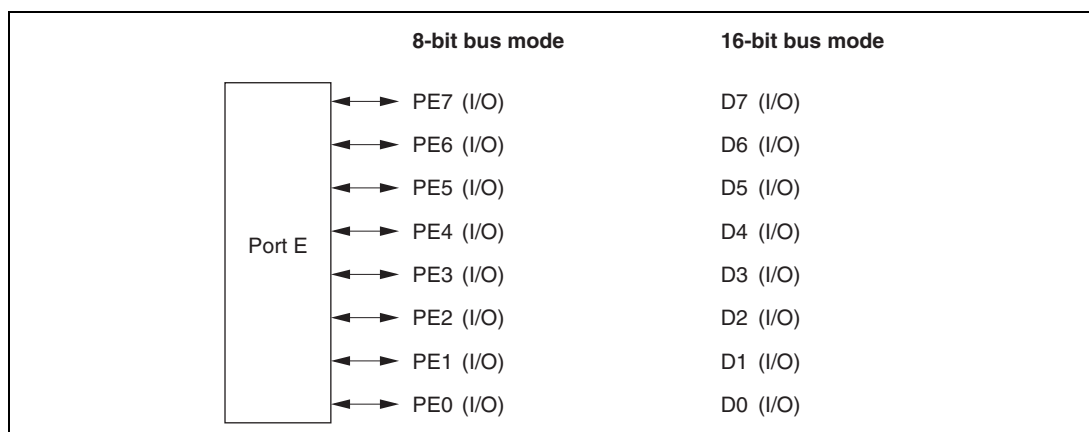 8-bit bus mode 16-bit bus mode
PE7 (I/O) D7 (I/O)
PE6 (I/O) D6 (I/O)
PE5 (I/O) D5 (I/O)
PE4 (I/O) D4 (I/O)
Port E
PE3 (I/O) D3 (I/O)
PE2 (I/O) D2 (I/O)
PE1 (I/O) D1 (I/O)
PE0 (I/O) D0 (I/O)